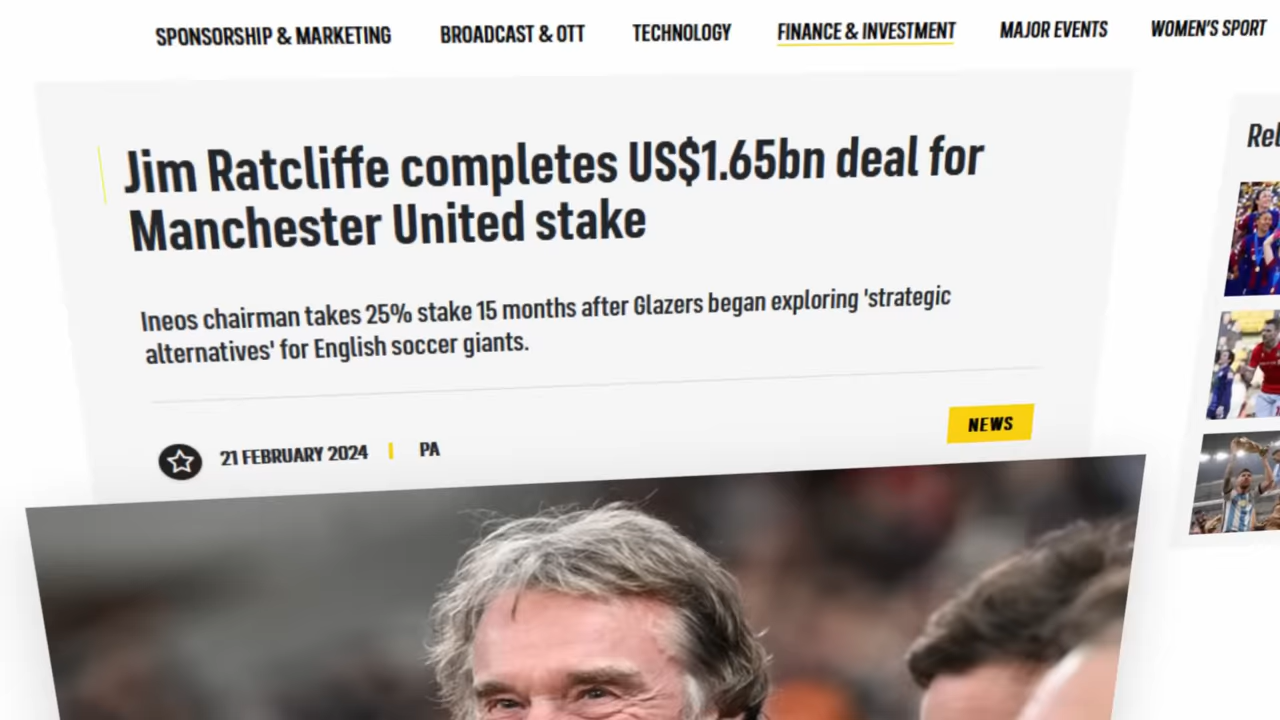 SPONSORSHIP & MARKETING BROADCAST & OTT TECHNOLOGY FINANCE & INVESTMENT MAJOR EVENTS WOMEN'S SPORT
Jim Ratcliffe completes US$1.65bn deal for
Manchester United stake
Ineos chairman takes 25% stake 15 months after Glazers began exploring 'strategic
alternatives' for English soccer giants.
21 FEBRUARY 2024 PA
NEWS